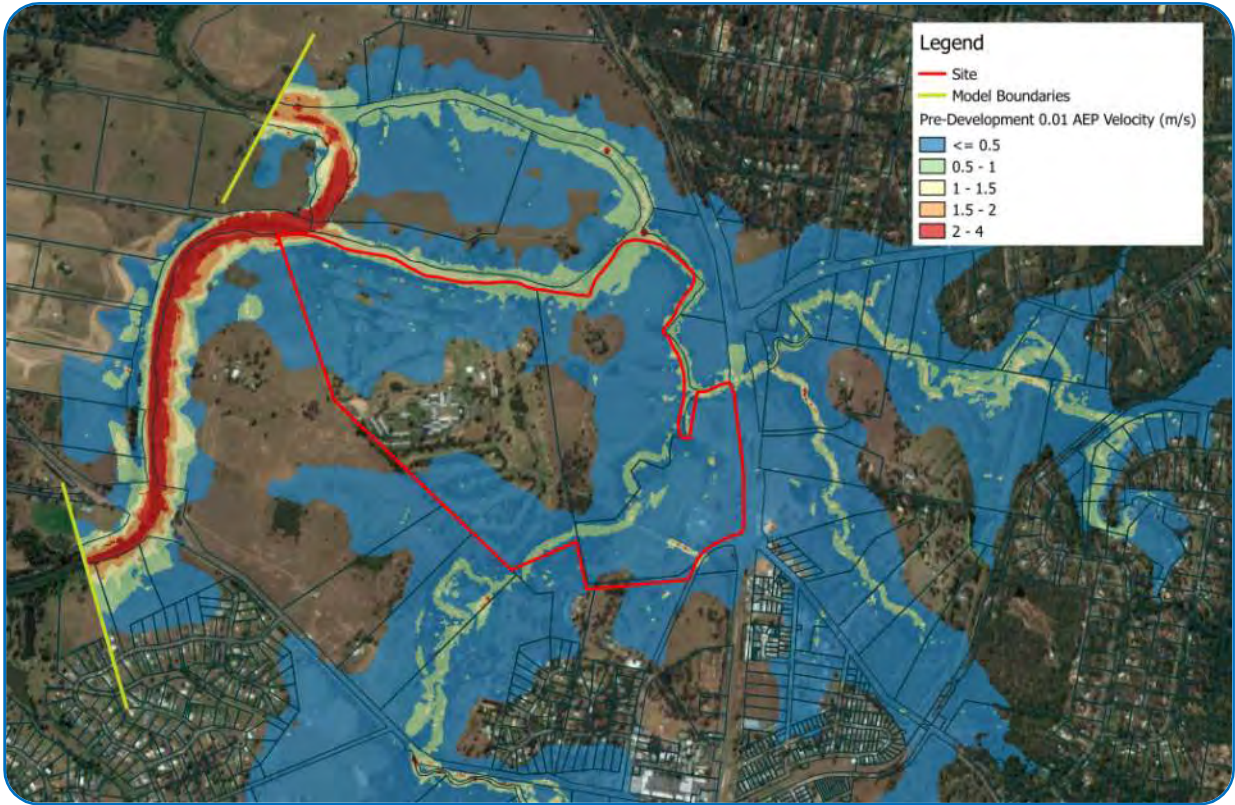 Legend
Site
Model Boundaries
Pre-Development 0.01 AEP Velocity (m/s)
<= 0.5
0.5 - 1
1 - 1.5
1.5 - 2
2 - 4